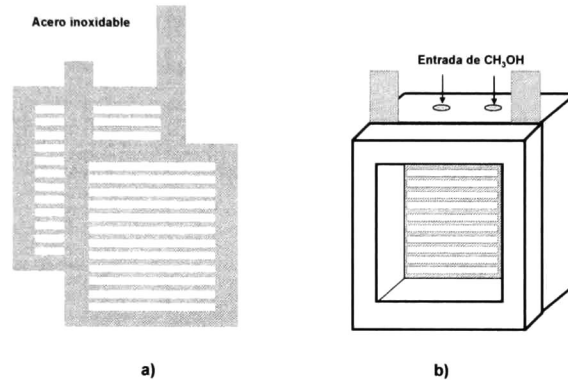 Acero inoxidable
Entrada de CH₃OH
a)
b)